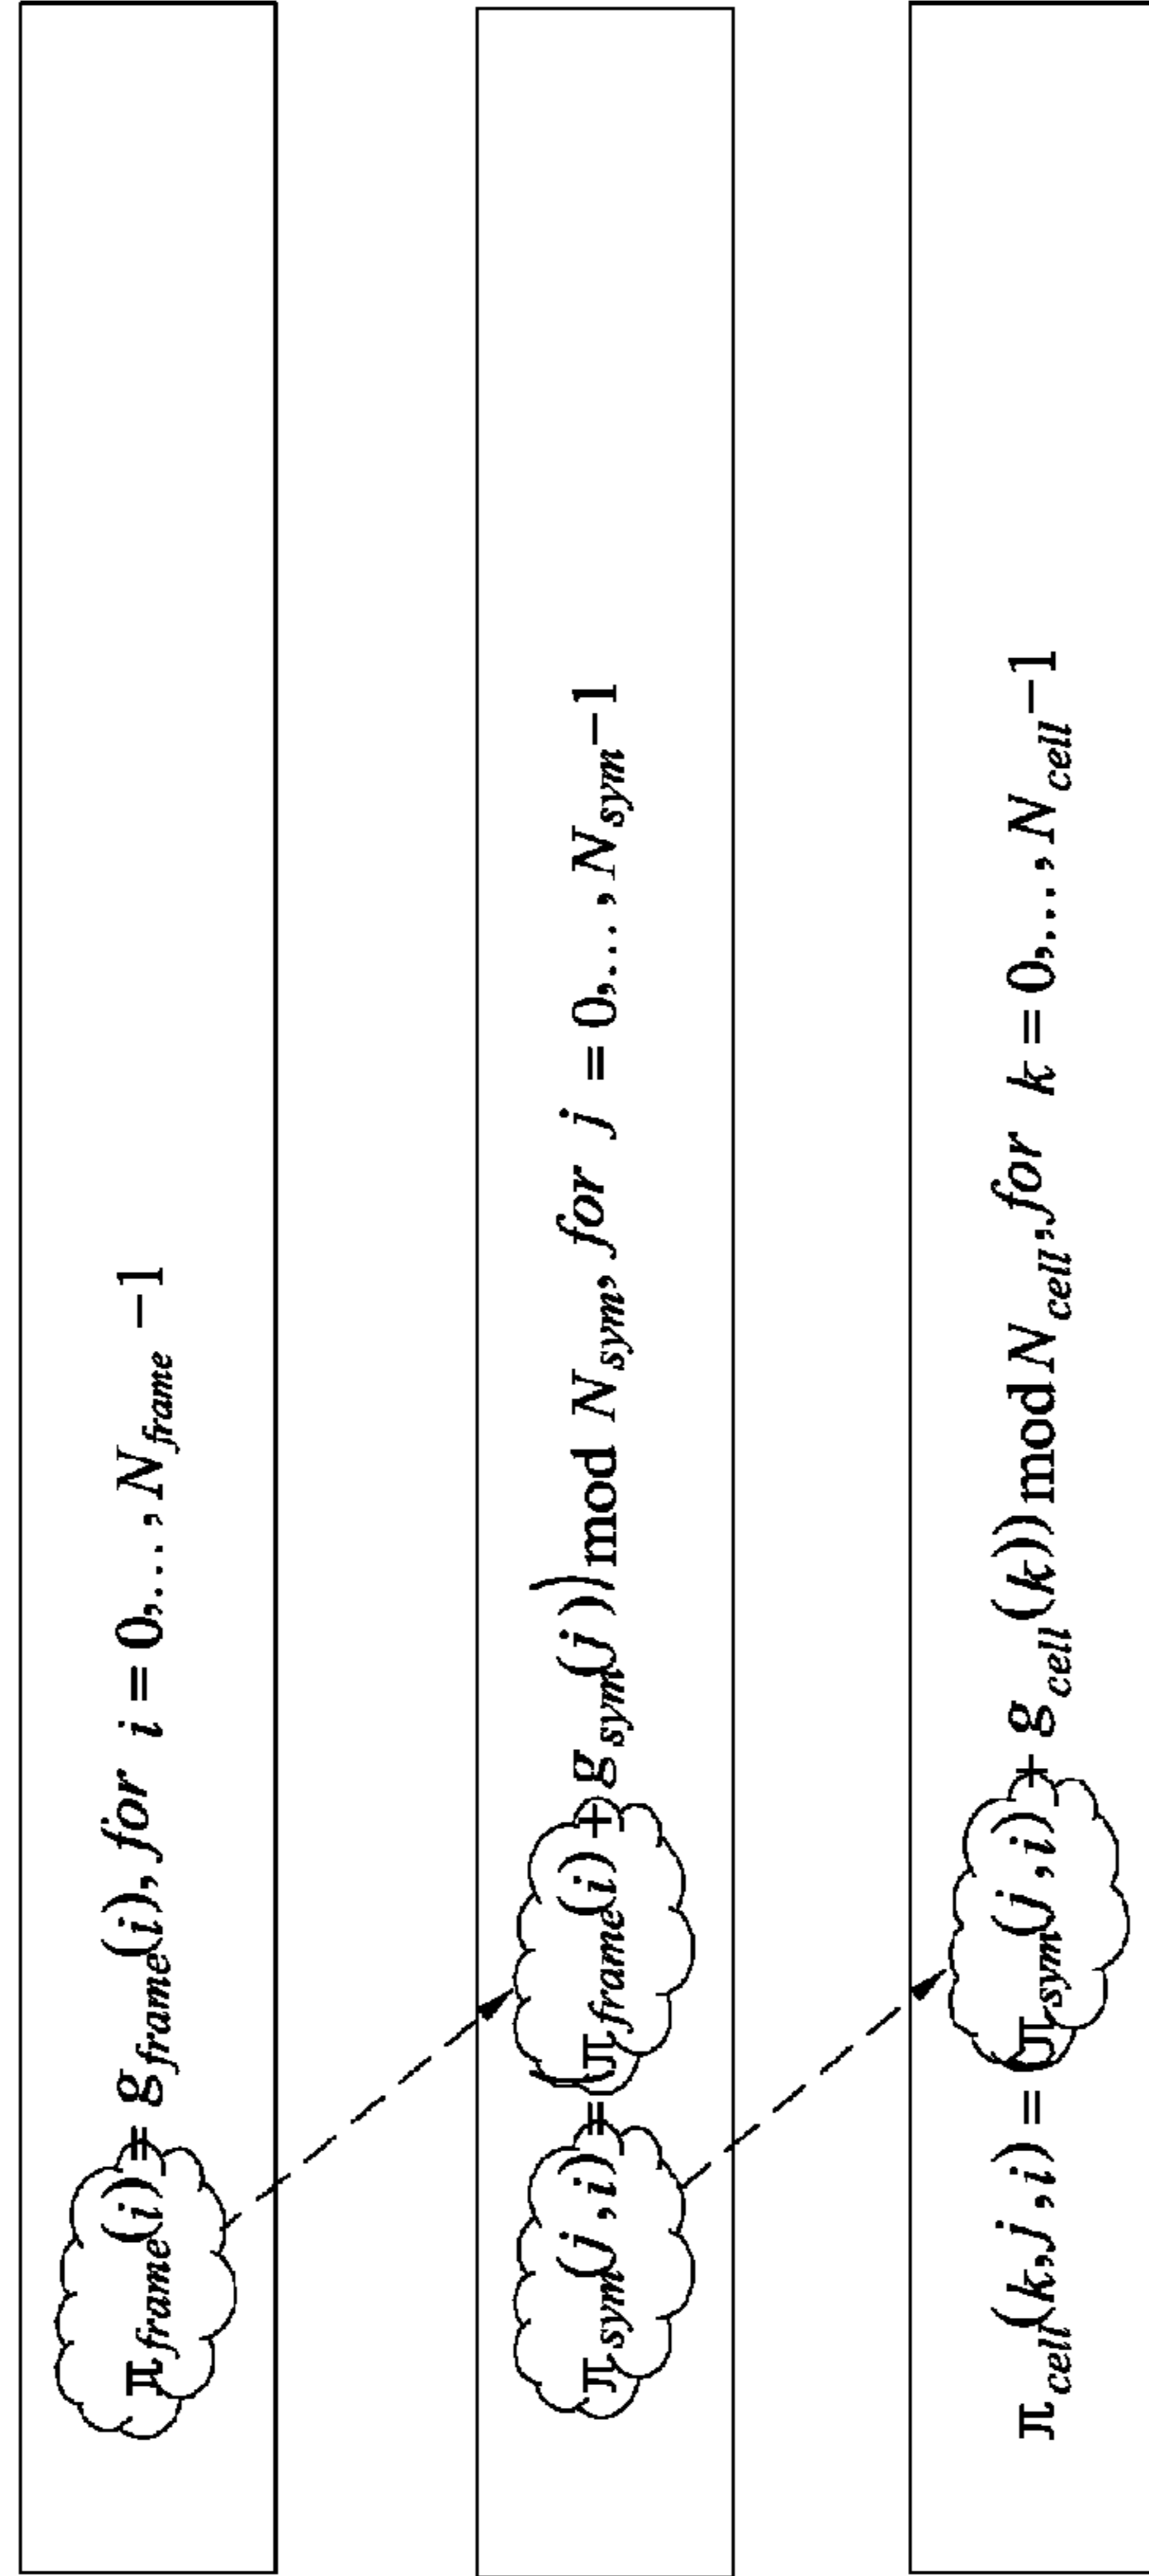 π_frame(i) = g_frame(i), for i = 0,..., N_frame −1
π_sym(j,i) = (π_frame(i) + g_sym(j)) mod N_sym, for j = 0,..., N_sym −1
π_cell(k,j,i) = (π_sym(j,i) + g_cell(k)) mod N_cell, for k = 0,..., N_cell −1